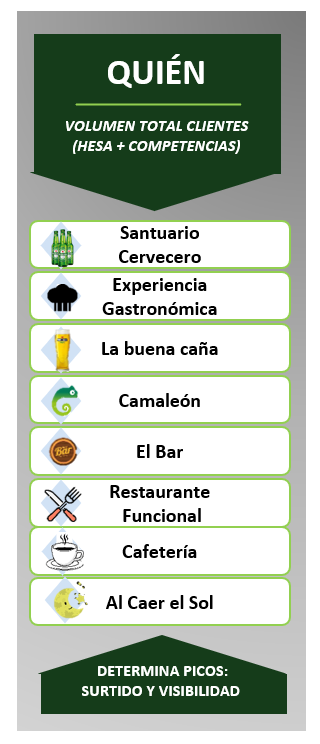 QUIÉN
VOLUMEN TOTAL CLIENTES
(HESA + COMPETENCIAS)
Santuario
Cervecero
Experiencia
Gastronómica
La buena caña
Camaleón
El Bar
Restaurante
Funcional
Cafetería
Al Caer el Sol
DETERMINA PICOS:
SURTIDO Y VISIBILIDAD